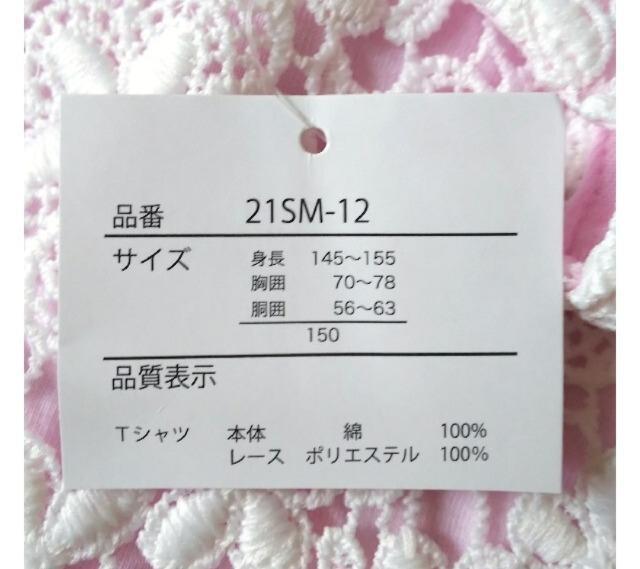 品番 21SM-12
サイズ 身長 145～155
胸囲 70～78
胴囲 56～63
150
品質表示
Tシャツ 本体 綿 100%
レース ポリエステル 100%